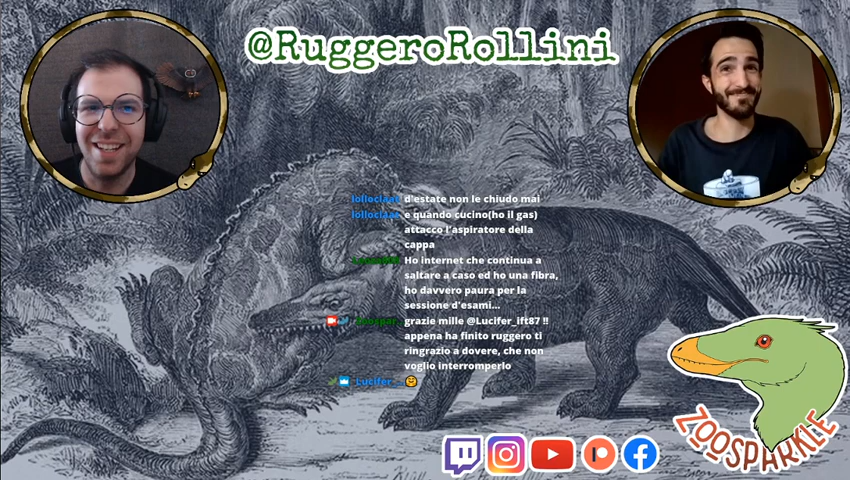 @RuggeroRollini
d'estate non le chiudo mai
e quando cucino(ho il gas)
attacco l'aspiratore della
cappa
Ho internet che continua a
saltare a caso ed ho una fibra,
ho davvero paura per la
sessione d'esami...
grazie mille @Lucifer_ift87 !!
appena ha finito ruggero ti
ringrazio a dovere, che non
voglio interromperlo
Lucifer_...
ZOOSPARKLE